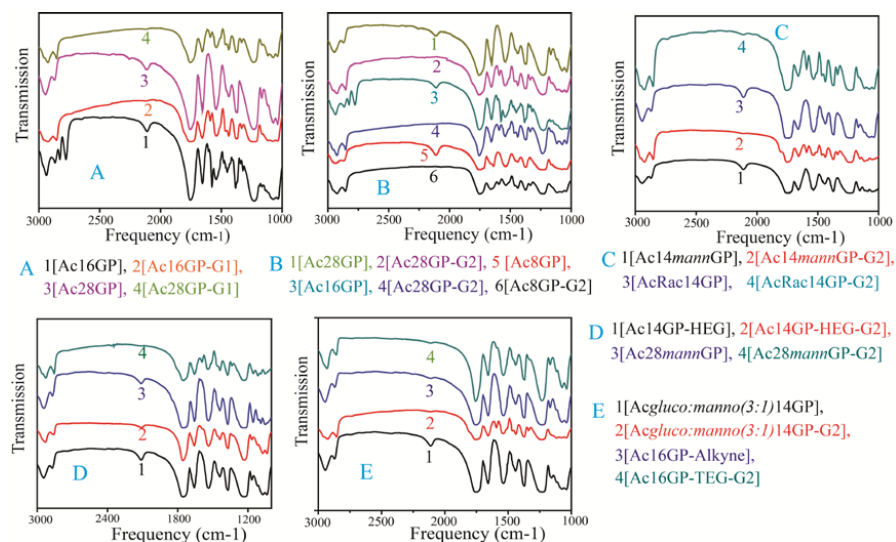 Transmission
4
3
2
1
A
3000 2500 2000 1500 1000
Frequency (cm-1)
Transmission
1
2
3
4
5
6
B
3000 2500 2000 1500 1000
Frequency (cm-1)
Transmission
C
4
3
2
1
3000 2500 2000 1500 1000
Frequency (cm-1)
A 1[Ac16GP], 2[Ac16GP-G1],
3[Ac28GP], 4[Ac28GP-G1]
B 1[Ac28GP], 2[Ac28GP-G2], 5 [Ac8GP],
3[Ac16GP], 4[Ac28GP-G2], 6[Ac8GP-G2]
C 1[Ac14mannGP], 2[Ac14mannGP-G2],
3[AcRac14GP], 4[AcRac14GP-G2]
Transmission
4
3
2
1
D
3000 2400 1800 1200
Frequency (cm-1)
Transmission
4
3
2
1
E
3000 2500 2000 1500 1000
Frequency (cm-1)
D 1[Ac14GP-HEG], 2[Ac14GP-HEG-G2],
3[Ac28mannGP], 4[Ac28mannGP-G2]
E 1[Acgluco:manno(3:1)14GP],
2[Acgluco:manno(3:1)14GP-G2],
3[Ac16GP-Alkyne],
4[Ac16GP-TEG-G2]